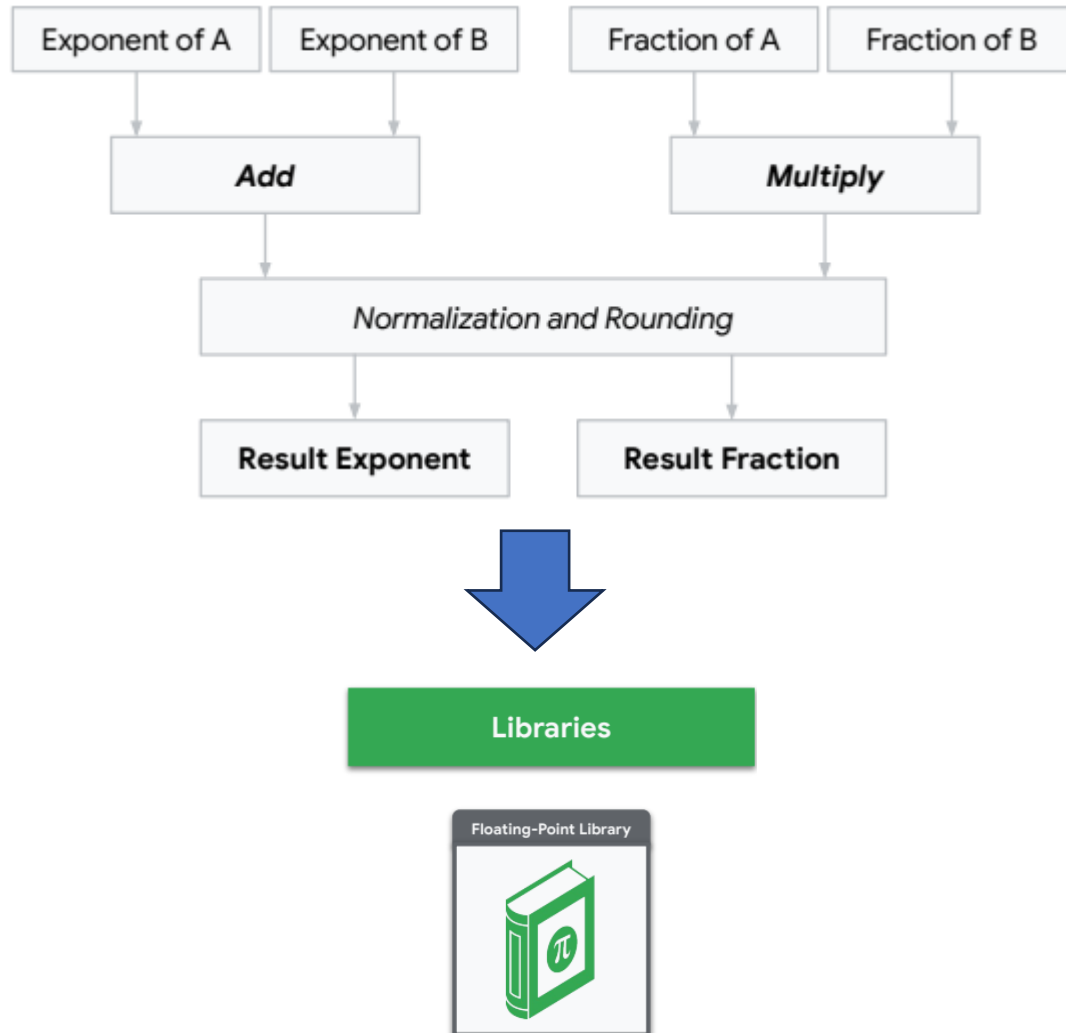 Exponent of A
Exponent of B
Fraction of A
Fraction of B
Add
Multiply
Normalization and Rounding
Result Exponent
Result Fraction
Libraries
Floating-Point Library
π